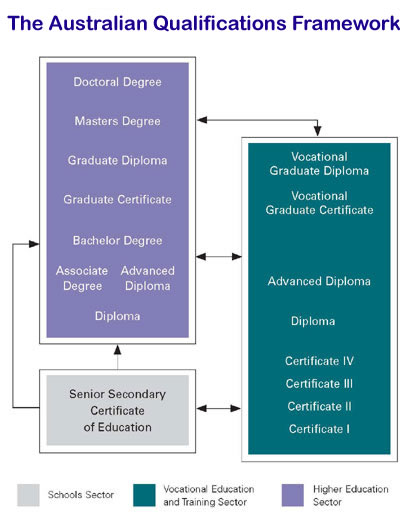 The Australian Qualifications Framework
Doctoral Degree
Masters Degree
Graduate Diploma
Graduate Certificate
Bachelor Degree
Associate
Degree
Advanced
Diploma
Diploma
Senior Secondary
Certificate
of Education
Vocational
Graduate Diploma
Vocational
Graduate Certificate
Advanced Diploma
Diploma
Certificate IV
Certificate III
Certificate II
Certificate I
Schools Sector
Vocational Education
and Training Sector
Higher Education
Sector